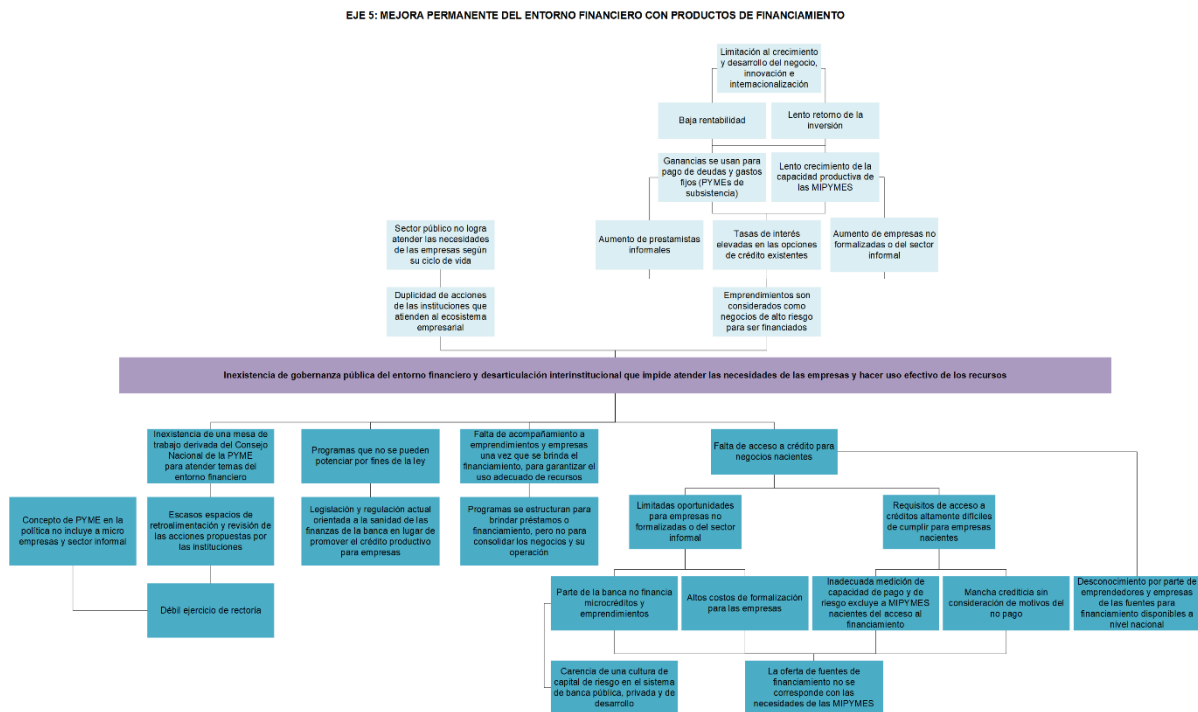 EJE 5: MEJORA PERMANENTE DEL ENTORNO FINANCIERO CON PRODUCTOS DE FINANCIAMIENTO
Limitación al crecimiento
y desarrollo del negocio,
innovación e
internacionalización
Baja rentabilidad
Lento retorno de la
inversión
Ganancias se usan para
pago de deudas y gastos
fijos (PYMEs de
subsistencia)
Lento crecimiento de la
capacidad productiva de
las MIPYMES
Sector público no logra
atender las necesidades
de las empresas según
su ciclo de vida
Aumento de prestamistas
informales
Tasas de interés
elevadas en las opciones
de crédito existentes
Aumento de empresas no
formalizadas o del sector
informal
Duplicidad de acciones
de las instituciones que
atienden al ecosistema
empresarial
Emprendimientos son
considerados como
negocios de alto riesgo
para ser financiados
Inexistencia de gobernanza pública del entorno financiero y desarticulación interinstitucional que impide atender las necesidades de las empresas y hacer uso efectivo de los recursos
Inexistencia de una mesa de
trabajo derivada del Consejo
Nacional de la PYME
para atender temas del
entorno financiero
Programas que no se pueden
potenciar por fines de la ley
Falta de acompañamiento a
emprendimientos y empresas
una vez que se brinda el
financiamiento, para garantizar el
uso adecuado de recursos
Falta de acceso a crédito para
negocios nacientes
Concepto de PYME en la
política no incluye a micro
empresas y sector informal
Escasos espacios de
retroalimentación y revisión de
las acciones propuestas por
las instituciones
Legislación y regulación actual
orientada a la sanidad de las
finanzas de la banca en lugar de
promover el crédito productivo
para empresas
Programas se estructuran para
brindar préstamos o
financiamiento, pero no para
consolidar los negocios y su
operación
Limitadas oportunidades
para empresas no
formalizadas o del sector
informal
Requisitos de acceso a
créditos altamente difíciles
de cumplir para empresas
nacientes
Débil ejercicio de rectoría
Parte de la banca no financia
microcréditos y
emprendimientos
Altos costos de formalización
para las empresas
Inadecuada medición de
capacidad de pago y de
riesgo excluye a MIPYMES
nacientes del acceso al
financiamiento
Mancha crediticia sin
consideración de motivos del
no pago
Desconocimiento por parte de
emprendedores y empresas
de las fuentes para
financiamiento disponibles a
nivel nacional
Carencia de una cultura de
capital de riesgo en el sistema
de banca pública, privada y de
desarrollo
La oferta de fuentes de
financiamiento no se
corresponde con las
necesidades de las MIPYMES